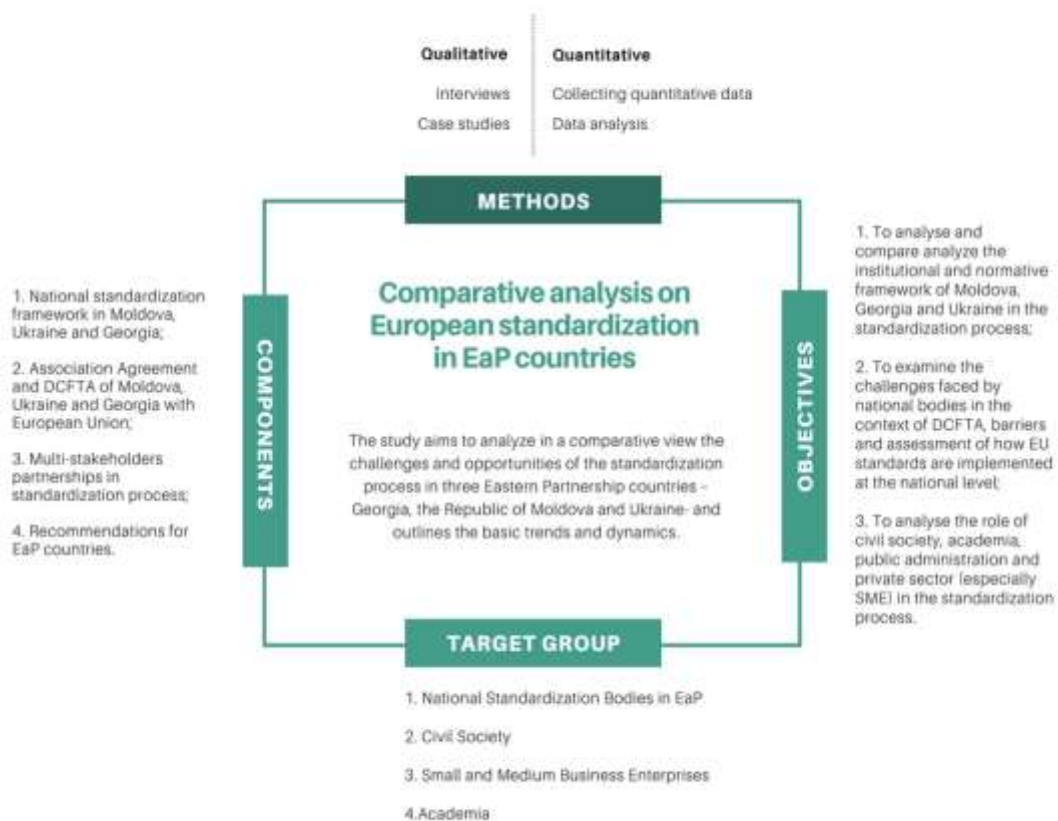 Qualitative
Interviews
Case studies
Quantitative
Collecting quantitative data
Data analysis
METHODS
COMPONENTS
1. National standardization
framework in Moldova,
Ukraine and Georgia;
2. Association Agreement
and DCFTA of Moldova,
Ukraine and Georgia with
European Union;
3. Multi-stakeholders
partnerships in
standardization process;
4. Recommendations for
EaP countries.
Comparative analysis on
European standardization
in EaP countries
The study aims to analyze in a comparative view the
challenges and opportunities of the standardization
process in three Eastern Partnership countries –
Georgia, the Republic of Moldova and Ukraine- and
outlines the basic trends and dynamics.
OBJECTIVES
1. To analyse and
compare analyze the
institutional and normative
framework of Moldova,
Georgia and Ukraine in the
standardization process;
2. To examine the
challenges faced by
national bodies in the
context of DCFTA, barriers
and assessment of how EU
standards are implemented
at the national level;
3. To analyse the role of
civil society, academia,
public administration and
private sector (especially
SME) in the standardization
process.
TARGET GROUP
1. National Standardization Bodies in EaP
2. Civil Society
3. Small and Medium Business Enterprises
4.Academia